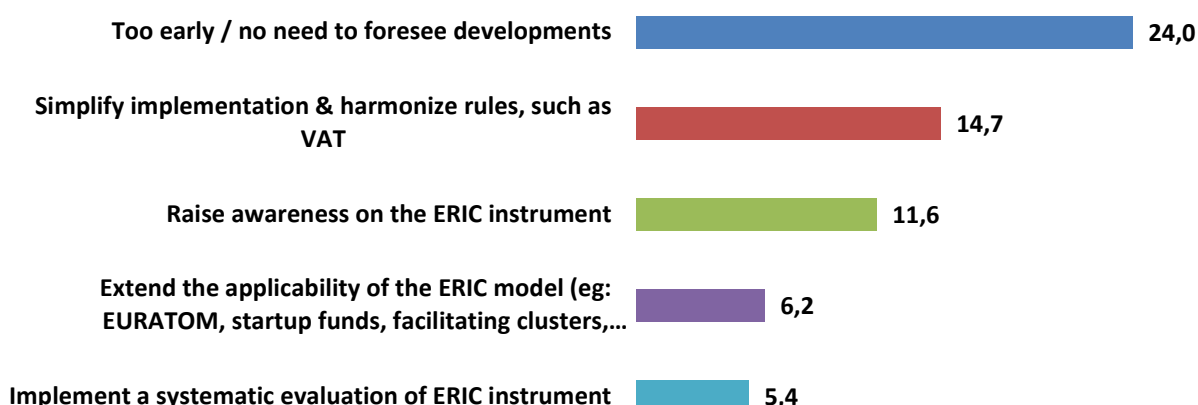 Too early / no need to foresee developments
24,0
Simplify implementation & harmonize rules, such as
VAT
14,7
Raise awareness on the ERIC instrument
11,6
Extend the applicability of the ERIC model (eg:
EURATOM, startup funds, facilitating clusters,...
6,2
Implement a systematic evaluation of ERIC instrument
5,4